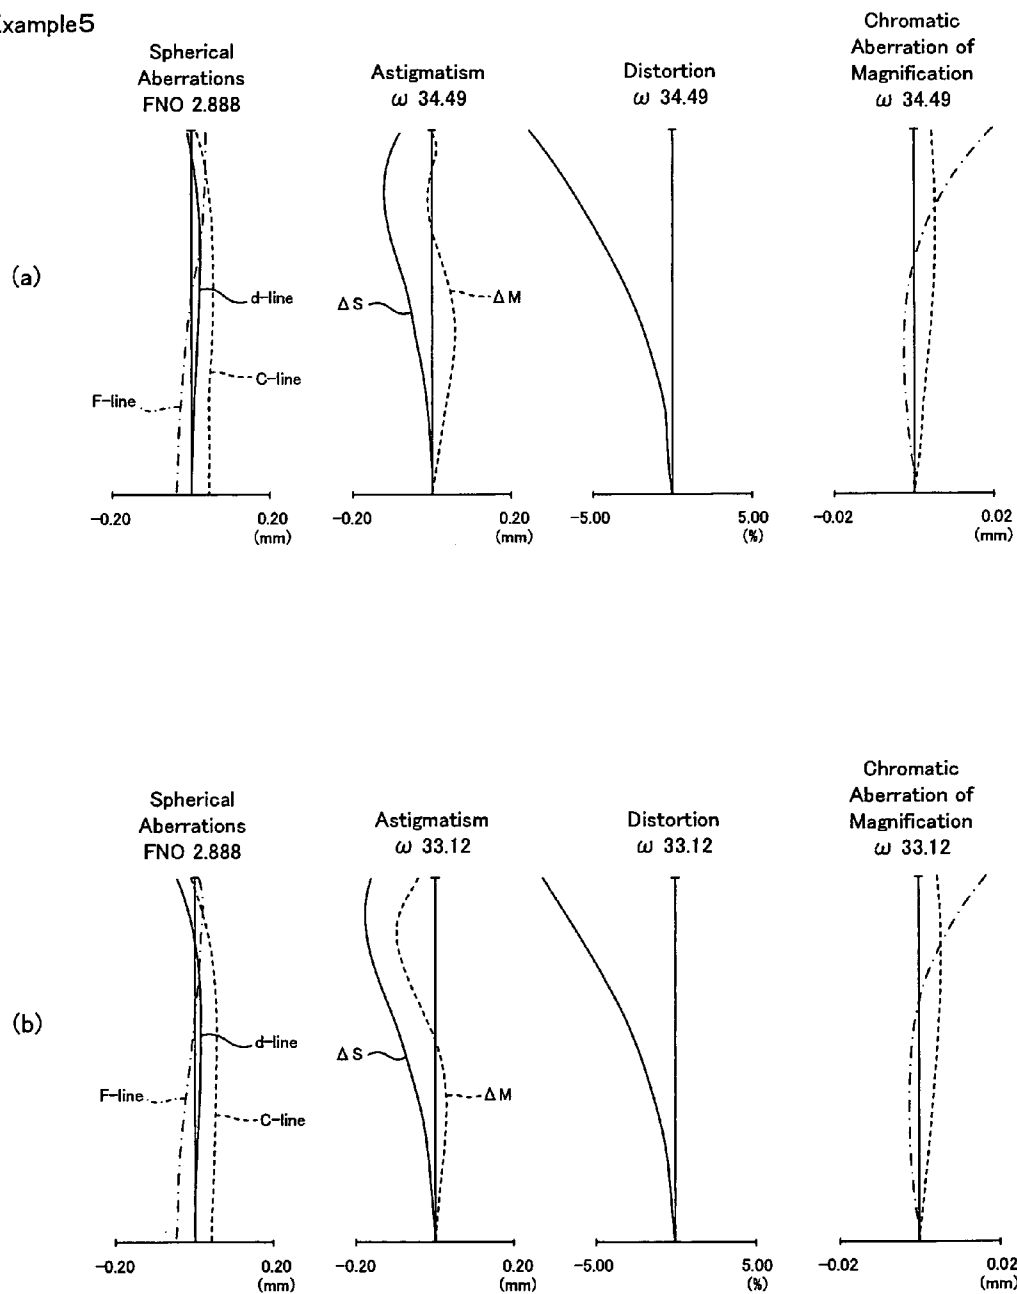 Example5
Spherical
Aberrations
FNO 2.888
Astigmatism
ω 34.49
Distortion
ω 34.49
Chromatic
Aberration of
Magnification
ω 34.49
(a)
d-line
C-line
F-line
ΔS
ΔM
-0.20 0.20
(mm)
-0.20 0.20
(mm)
-5.00 5.00
(%)
-0.02 0.02
(mm)
Spherical
Aberrations
FNO 2.888
Astigmatism
ω 33.12
Distortion
ω 33.12
Chromatic
Aberration of
Magnification
ω 33.12
(b)
d-line
F-line
C-line
ΔS
ΔM
-0.20 0.20
(mm)
-0.20 0.20
(mm)
-5.00 5.00
(%)
-0.02 0.02
(mm)